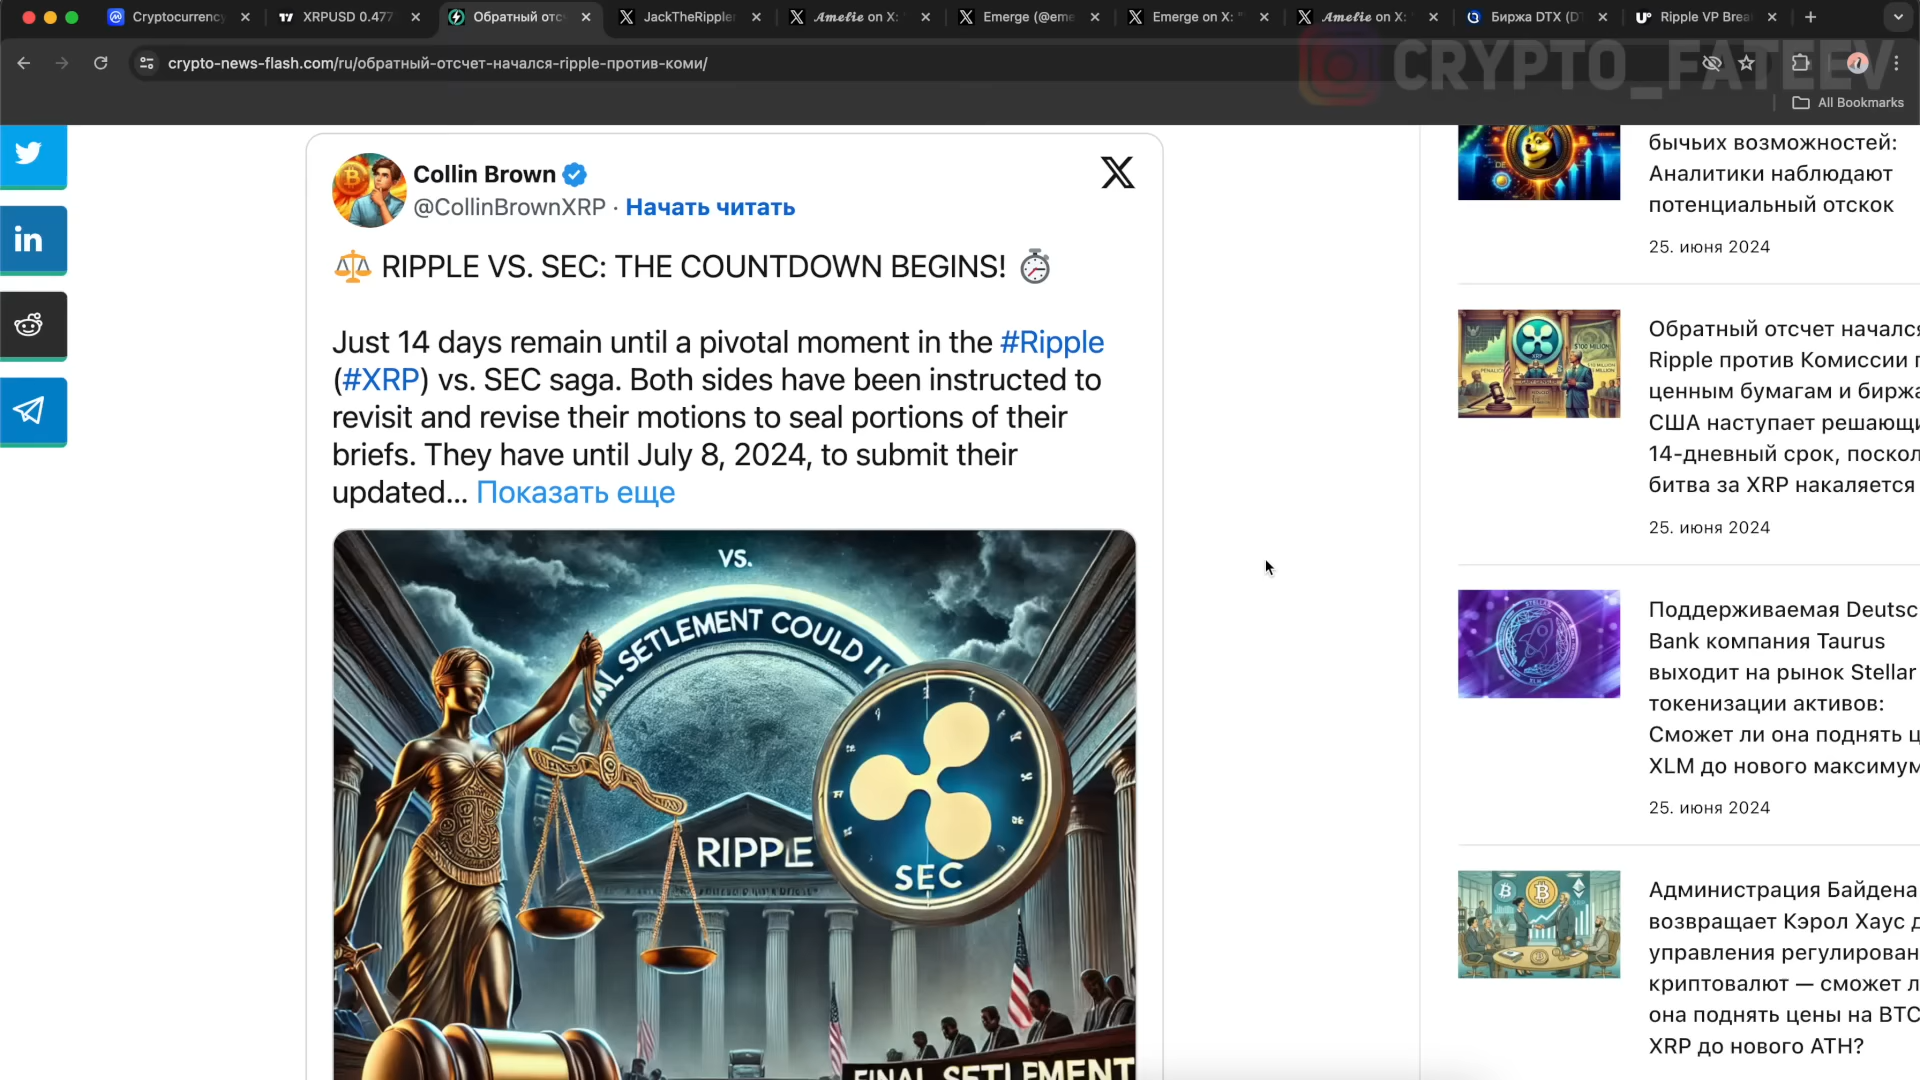 Cryptocurrency
XRPUSD 0.477
Обратный отс
JackTheRippler
Amelie on X:
Emerge (@eme
Emerge on X: "
Amelie on X:
Биржа DTX (DT
Ripple VP Brea
crypto-news-flash.com/ru/обратный-отсчет-начался-ripple-против-коми/
CRYPTO_FATEEV
All Bookmarks
Collin Brown
@CollinBrownXRP · Начать читать
RIPPLE VS. SEC: THE COUNTDOWN BEGINS!
Just 14 days remain until a pivotal moment in the #Ripple
(#XRP) vs. SEC saga. Both sides have been instructed to
revisit and revise their motions to seal portions of their
briefs. They have until July 8, 2024, to submit their
updated... Показать еще
VS.
SETLEMENT COULD
RIPPLE
SEC
FINAL SETLEMENT
бычьих возможностей:
Аналитики наблюдают
потенциальный отскок
25. июня 2024
Обратный отсчет начался
Ripple против Комиссии п
ценным бумагам и биржа
США наступает решающи
14-дневный срок, поскол
битва за XRP накаляется
25. июня 2024
Поддерживаемая Deutsc
Bank компания Taurus
выходит на рынок Stellar
токенизации активов:
Сможет ли она поднять ц
XLM до нового максимум
25. июня 2024
Администрация Байдена
возвращает Кэрол Хаус д
управления регулирован
криптовалют — сможет л
она поднять цены на BTC
XRP до нового ATH?